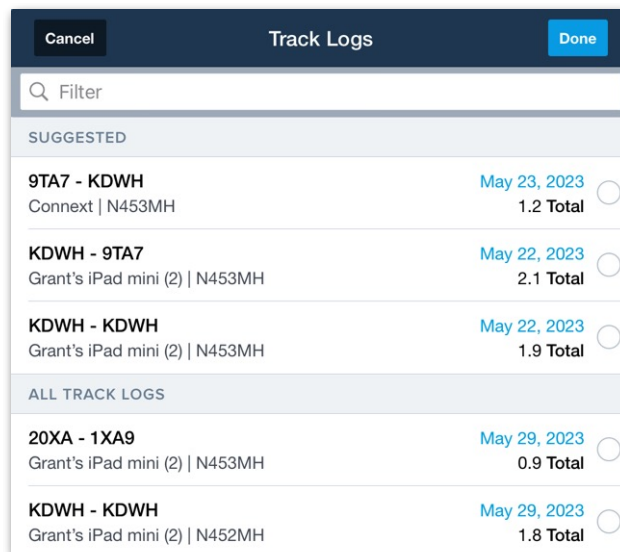 Cancel Track Logs Done
Filter
SUGGESTED
9TA7 - KDWH May 23, 2023
Connext | N453MH 1.2 Total
KDWH - 9TA7 May 22, 2023
Grant’s iPad mini (2) | N453MH 2.1 Total
KDWH - KDWH May 22, 2023
Grant’s iPad mini (2) | N453MH 1.9 Total
ALL TRACK LOGS
20XA - 1XA9 May 29, 2023
Grant’s iPad mini (2) | N453MH 0.9 Total
KDWH - KDWH May 29, 2023
Grant’s iPad mini (2) | N452MH 1.8 Total